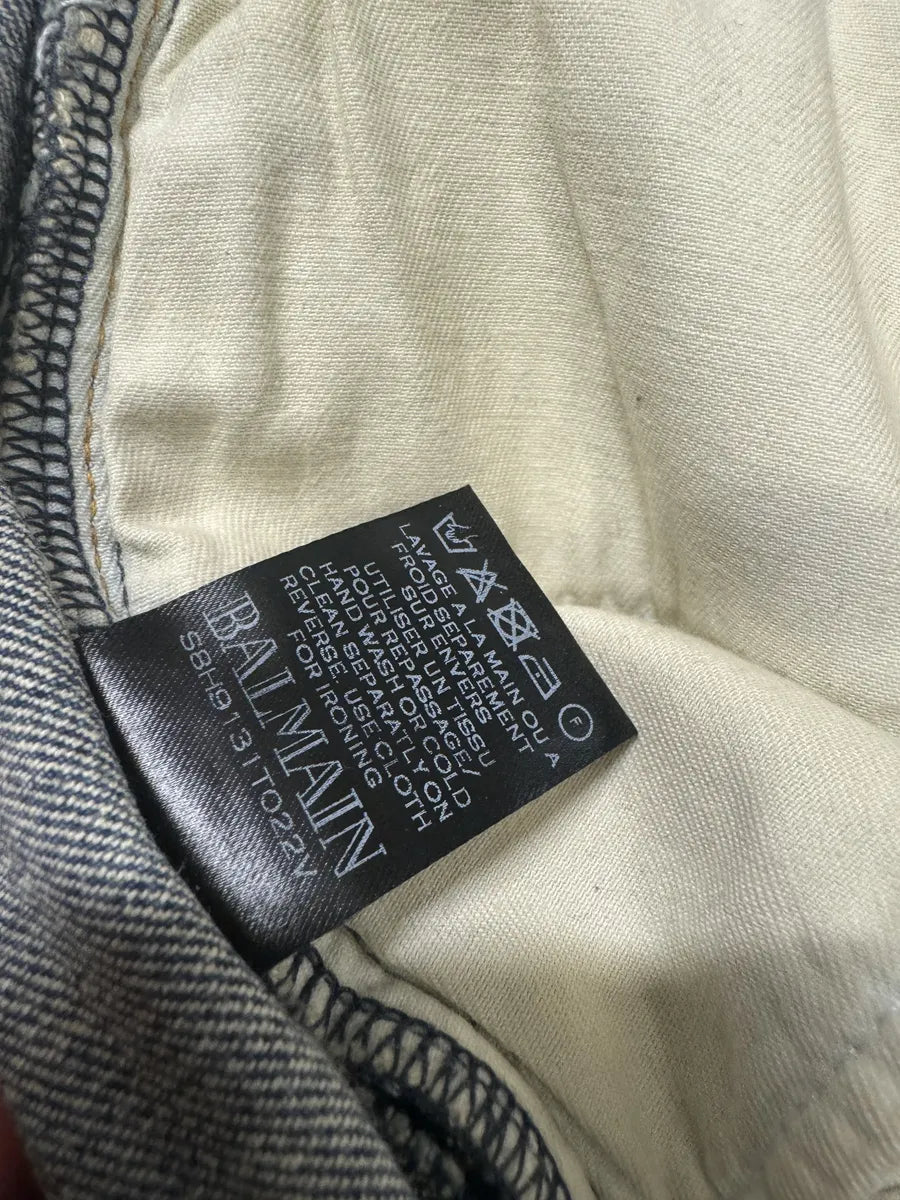 F
LAVAGE A LA MAIN OU A
FROID SEPAREMENT
SUR ENVERS
UTILISER UN TISSU
POUR REPASSAGE/
HAND WASH OR COLD
CLEAN SEPARATLY ON
REVERSE USE CLOTH
FOR IRONING
BALMAIN
S8H9131T022V